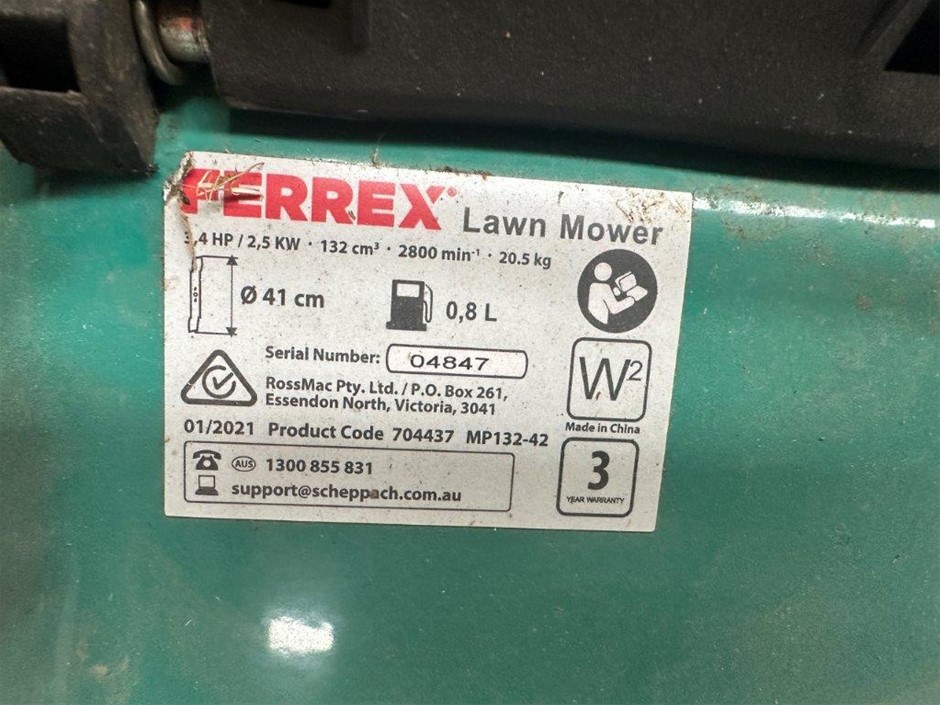 FERREX® Lawn Mower
3,4 HP / 2,5 KW · 132 cm³ · 2800 min⁻¹ · 20.5 kg
Ø 41 cm
0,8 L
Serial Number: 04847
W²
RossMac Pty. Ltd. / P.O. Box 261,
Essendon North, Victoria, 3041
Made in China
01/2021 Product Code 704437 MP132-42
AUS 1300 855 831
support@scheppach.com.au
3
YEAR WARRANTY